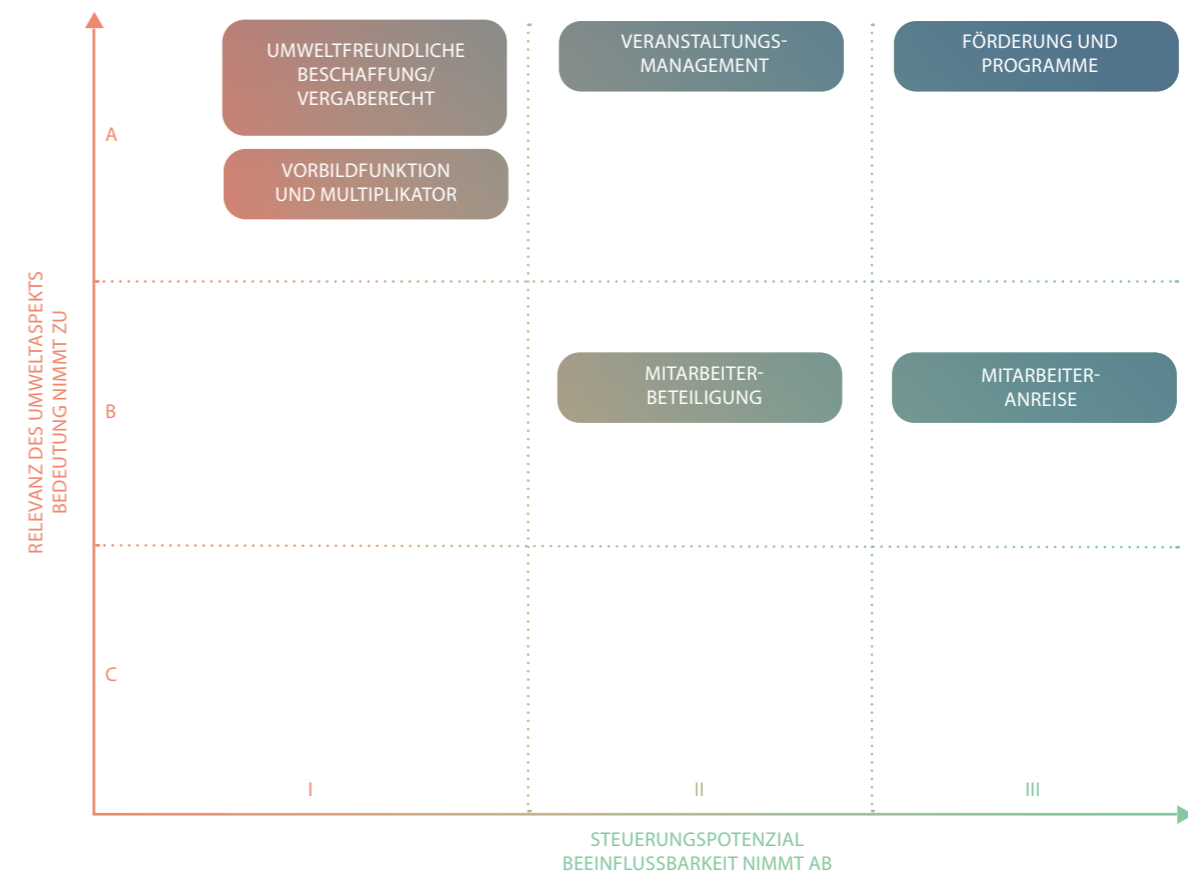 UMWELTFREUNDLICHE
BESCHAFFUNG/
VERGABERECHT
VERANSTALTUNGS-
MANAGEMENT
FÖRDERUNG UND
PROGRAMME
A
VORBILDFUNKTION
UND MULTIPLIKATOR
RELEVANZ DES UMWELTASPEKTS
BEDEUTUNG NIMMT ZU
B
MITARBEITER-
BETEILIGUNG
MITARBEITER-
ANREISE
C
I
II
III
STEUERUNGSPOTENZIAL
BEEINFLUSSBARKEIT NIMMT AB